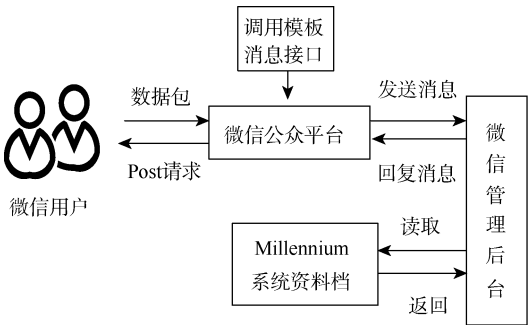 调用模板
消息接口
数据包
发送消息
微信公众平台
Post请求
回复消息
微信用户
微信管理后台
读取
Millennium
系统资料档
返回